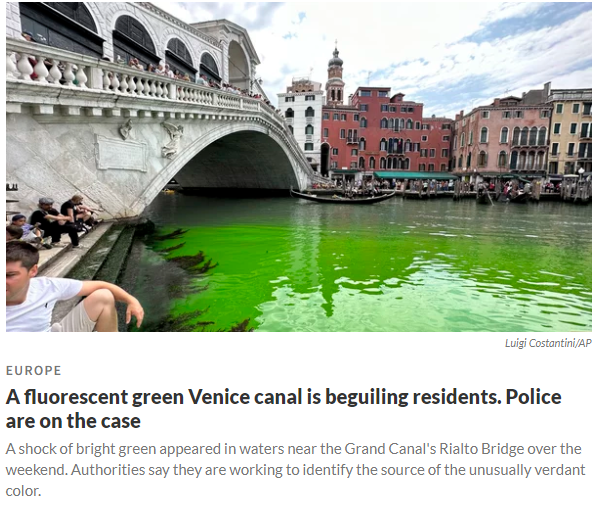 Luigi Costantini/AP
EUROPE
A fluorescent green Venice canal is beguiling residents. Police
are on the case
A shock of bright green appeared in waters near the Grand Canal's Rialto Bridge over the
weekend. Authorities say they are working to identify the source of the unusually verdant
color.